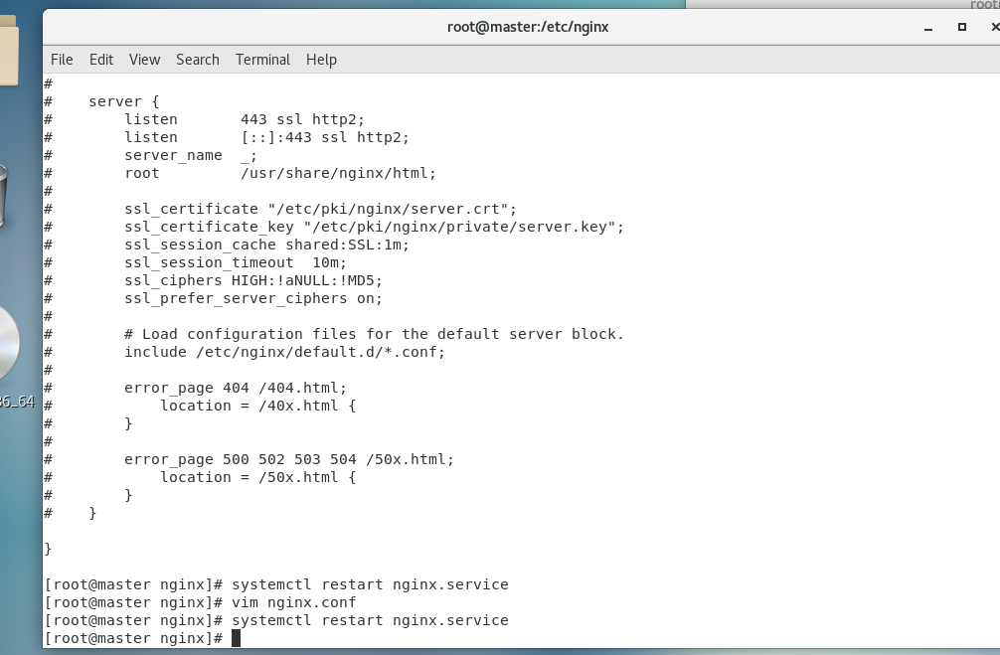 root
root@master:/etc/nginx
File Edit View Search Terminal Help
#
#    server {
#        listen       443 ssl http2;
#        listen       [::]:443 ssl http2;
#        server_name  _;
#        root         /usr/share/nginx/html;
#
#        ssl_certificate "/etc/pki/nginx/server.crt";
#        ssl_certificate_key "/etc/pki/nginx/private/server.key";
#        ssl_session_cache shared:SSL:1m;
#        ssl_session_timeout  10m;
#        ssl_ciphers HIGH:!aNULL:!MD5;
#        ssl_prefer_server_ciphers on;
#
#        # Load configuration files for the default server block.
#        include /etc/nginx/default.d/*.conf;
#
#        error_page 404 /404.html;
#            location = /40x.html {
#        }
#
#        error_page 500 502 503 504 /50x.html;
#            location = /50x.html {
#        }
#    }
}
[root@master nginx]# systemctl restart nginx.service
[root@master nginx]# vim nginx.conf
[root@master nginx]# systemctl restart nginx.service
[root@master nginx]#
86_64